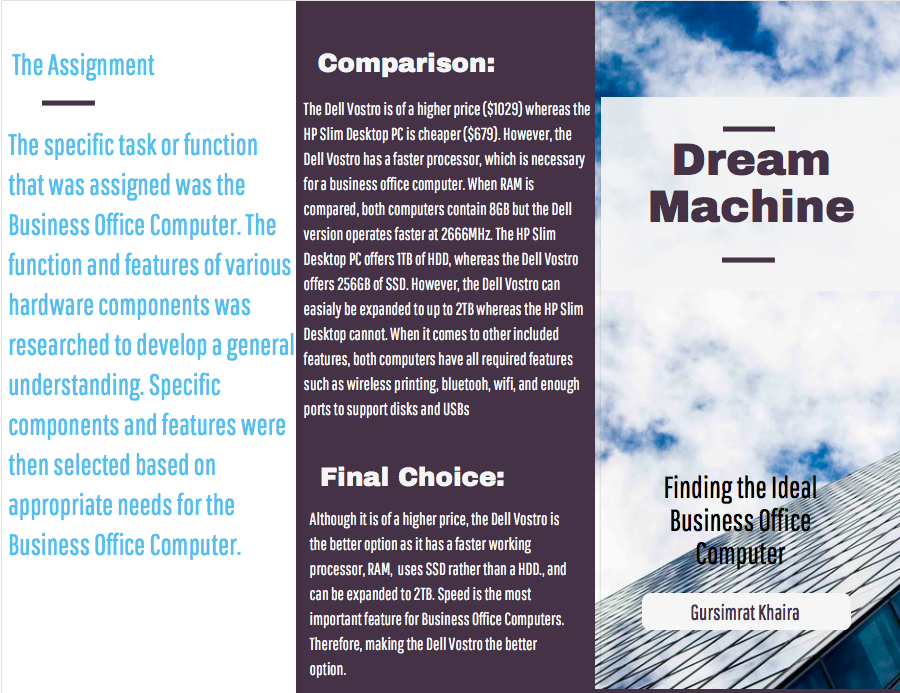 The Assignment
The specific task or function
that was assigned was the
Business Office Computer. The
function and features of various
hardware components was
researched to develop a general
understanding. Specific
components and features were
then selected based on
appropriate needs for the
Business Office Computer.
Comparison:
The Dell Vostro is of a higher price ($1029) whereas the
HP Slim Desktop PC is cheaper ($679). However, the
Dell Vostro has a faster processor, which is necessary
for a business office computer. When RAM is
compared, both computers contain 8GB but the Dell
version operates faster at 2666MHz. The HP Slim
Desktop PC offers 1TB of HDD, whereas the Dell Vostro
offers 256GB of SSD. However, the Dell Vostro can
easialy be expanded to up to 2TB whereas the HP Slim
Desktop cannot. When it comes to other included
features, both computers have all required features
such as wireless printing, bluetooh, wifi, and enough
ports to support disks and USBs
Final Choice:
Although it is of a higher price, the Dell Vostro is
the better option as it has a faster working
processor, RAM, uses SSD rather than a HDD., and
can be expanded to 2TB. Speed is the most
important feature for Business Office Computers.
Therefore, making the Dell Vostro the better
option.
Dream
Machine
Finding the Ideal
Business Office
Computer
Gursimrat Khaira